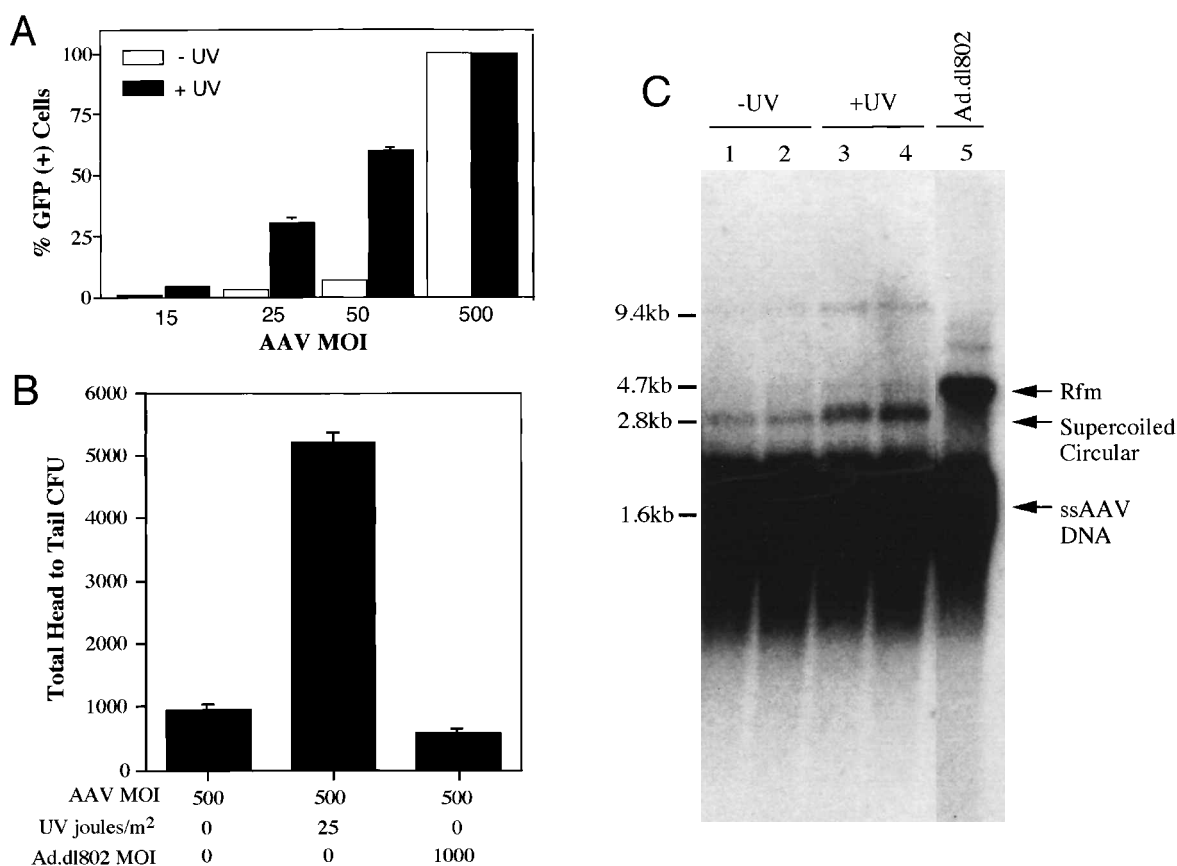 A
- UV
+ UV
100
75
50
25
0
% GFP (+) Cells
15 25 50 500
AAV MOI
B
6000
5000
4000
3000
2000
1000
0
Total Head to Tail CFU
AAV MOI 500 500 500
UV joules/m² 0 25 0
Ad.dl802 MOI 0 0 1000
C
-UV +UV Ad.dl802
1 2 3 4 5
9.4kb
4.7kb
2.8kb
1.6kb
Rfm
Supercoiled
Circular
ssAAV
DNA